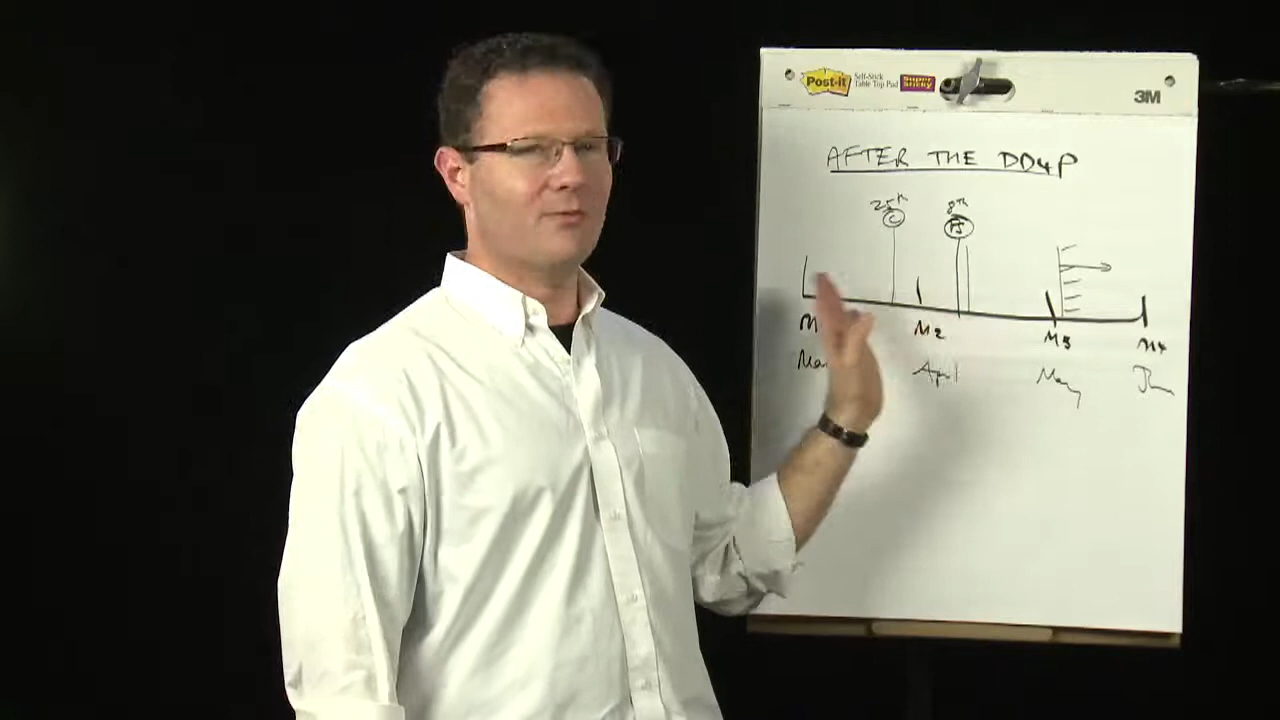 Post-it Self-Stick Table Top Pad Super Sticky 3M
AFTER THE DD4P
25th 8th
C
M2 M3 M4
April May